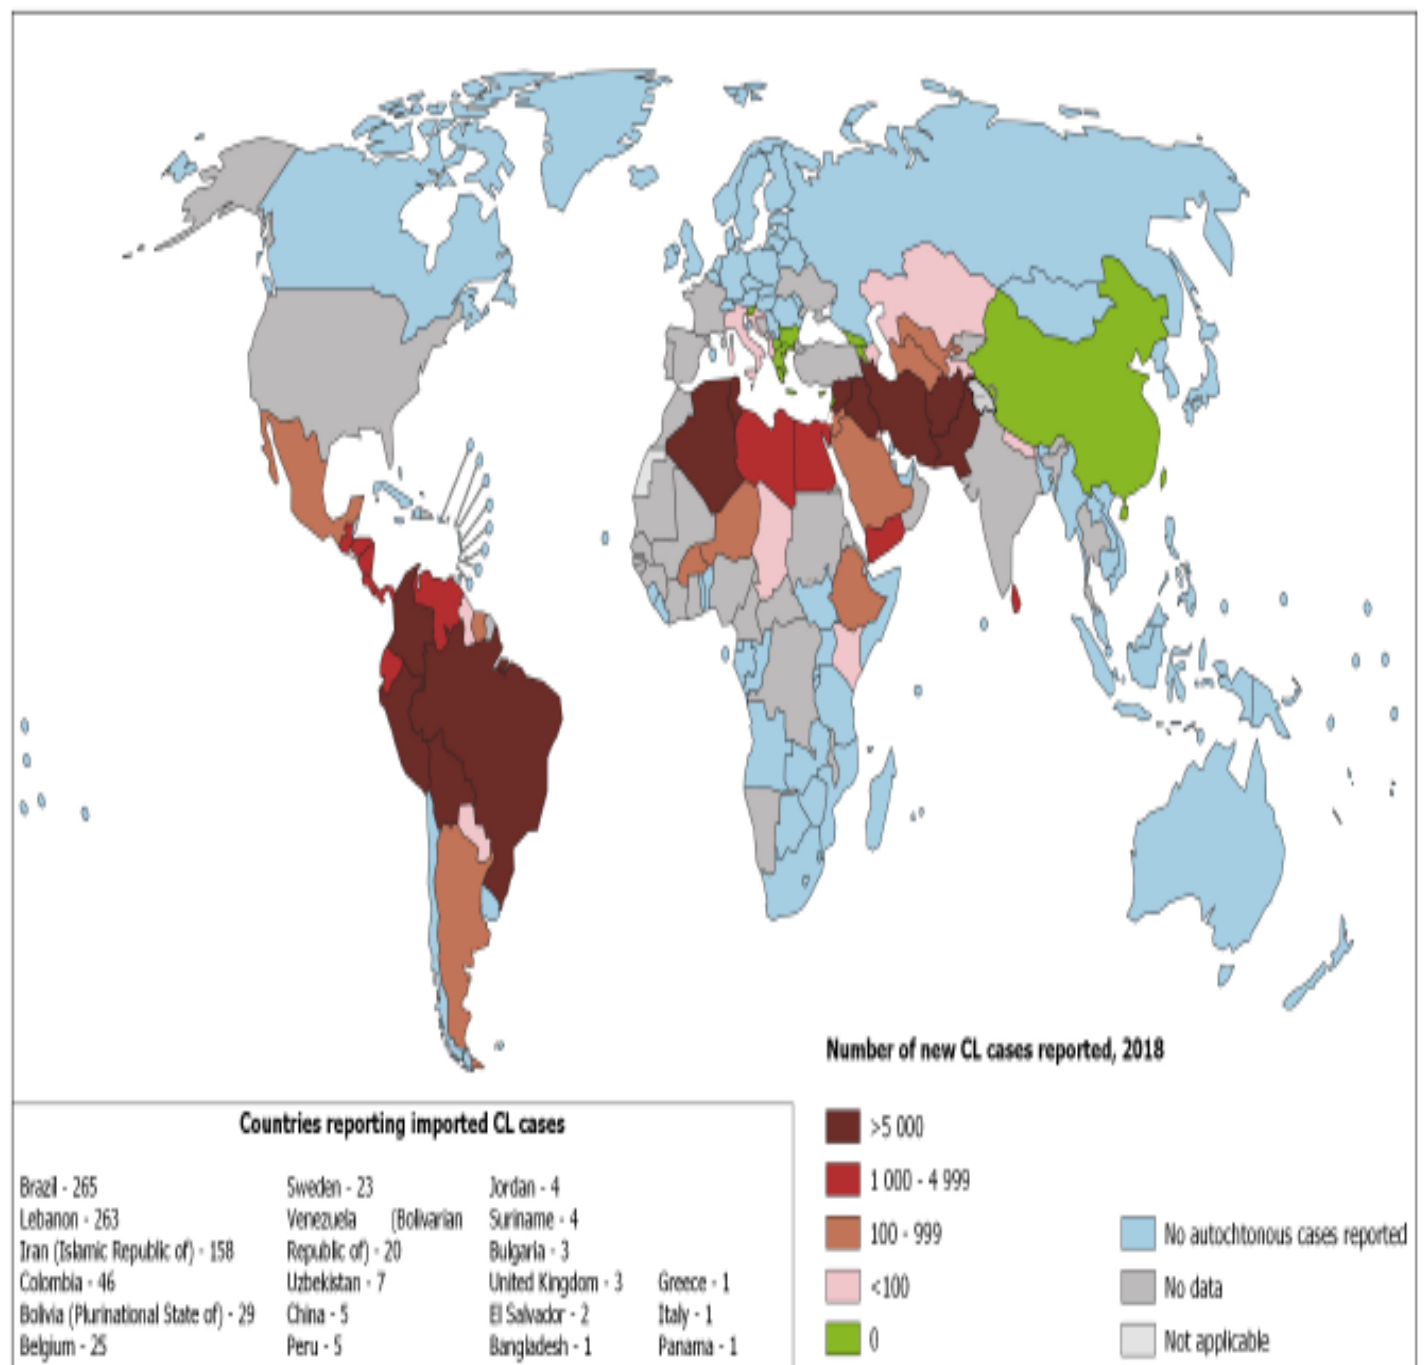 Number of new CL cases reported, 2018
>5 000
1 000 - 4 999
100 - 999
<100
0
No autochtonous cases reported
No data
Not applicable
Countries reporting imported CL cases
Brazil - 265
Lebanon - 263
Iran (Islamic Republic of) - 158
Colombia - 46
Bolivia (Plurinational State of) - 29
Belgium - 25
Sweden - 23
Venezuela (Bolivarian
Republic of) - 20
Uzbekistan - 7
China - 5
Peru - 5
Jordan - 4
Suriname - 4
Bulgaria - 3
United Kingdom - 3
El Salvador - 2
Bangladesh - 1
Greece - 1
Italy - 1
Panama - 1